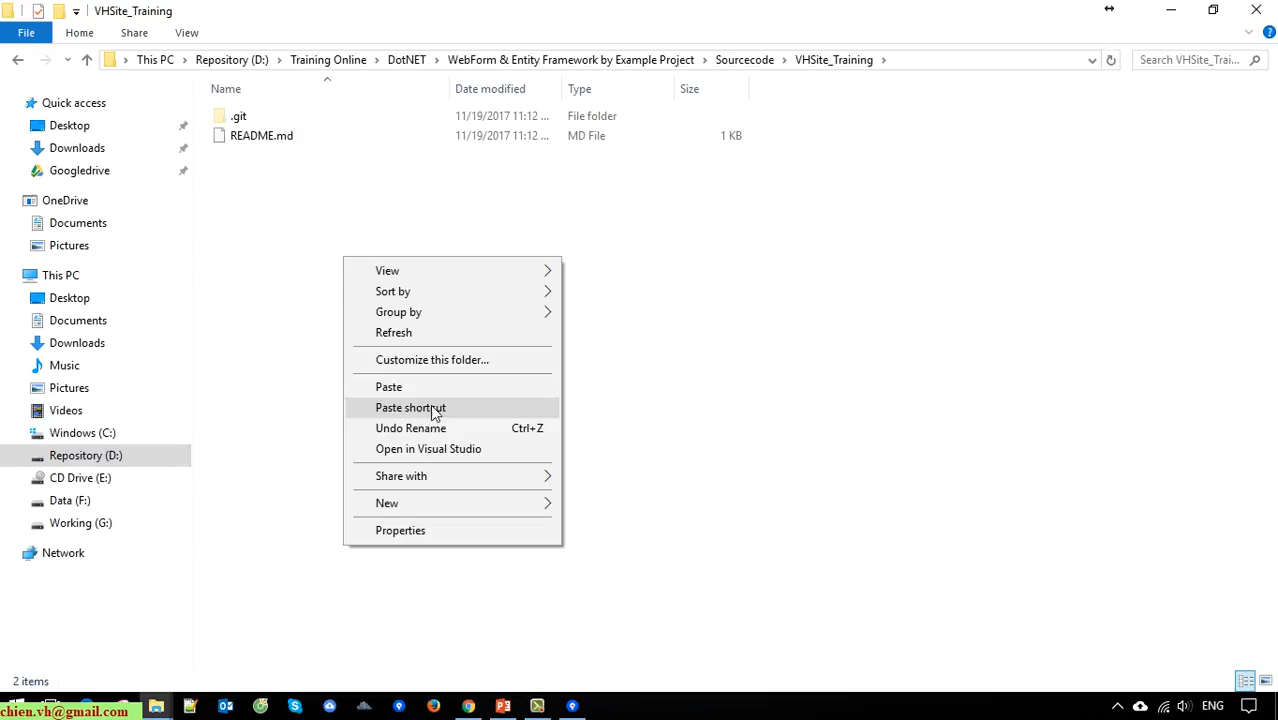 VHSite_Training
File Home Share View
This PC Repository (D:) Training Online DotNET WebForm & Entity Framework by Example Project Sourcecode VHSite_Training Search VHSite_Trai...
Name Date modified Type Size
.git 11/19/2017 11:12 ... File folder
README.md 11/19/2017 11:12 ... MD File 1 KB
Quick access
Desktop
Downloads
Googledrive
OneDrive
Documents
Pictures
This PC
Desktop
Documents
Downloads
Music
Pictures
Videos
Windows (C:)
Repository (D:)
CD Drive (E:)
Data (F:)
Working (G:)
Network
View
Sort by
Group by
Refresh
Customize this folder...
Paste
Paste shortcut
Undo Rename Ctrl+Z
Open in Visual Studio
Share with
New
Properties
2 items
chien.vh@gmail.com ENG